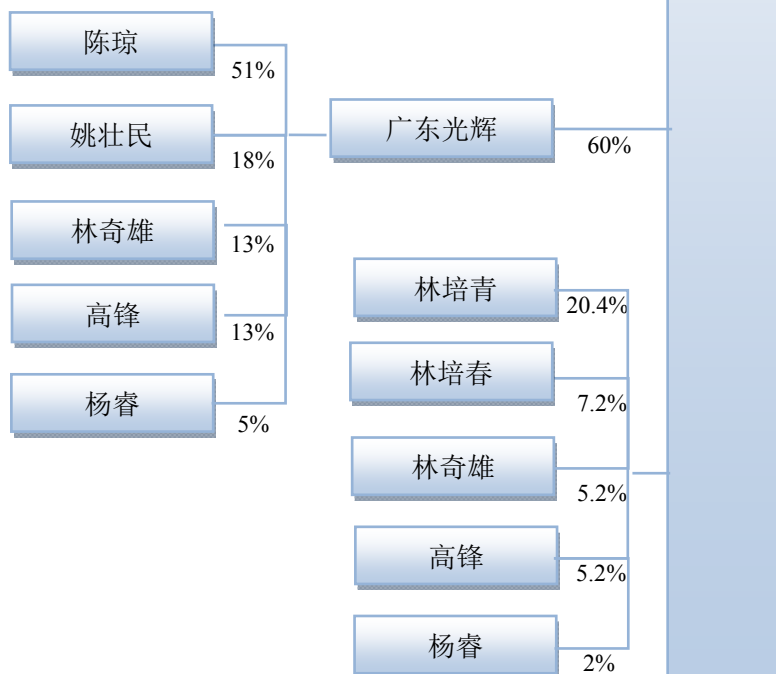 陈琼
51%
姚壮民
18%
广东光辉
60%
林奇雄
13%
高锋
13%
杨睿
5%
林培青
20.4%
林培春
7.2%
林奇雄
5.2%
高锋
5.2%
杨睿
2%